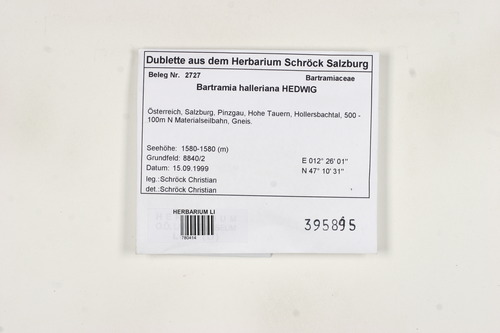 Dublette aus dem Herbarium Schröck Salzburg
Beleg Nr. 2727 Bartramiaceae
Bartramia halleriana HEDWIG
Österreich, Salzburg, Pinzgau, Hohe Tauern, Hollersbachtal, 500 -
100m N Materialseilbahn, Gneis.
Seehöhe: 1580-1580 (m)
Grundfeld: 8840/2 E 012° 26' 01''
Datum: 15.09.1999 N 47° 10' 31''
leg.:Schröck Christian
det.:Schröck Christian
HERBARIUM LI
395895
780414